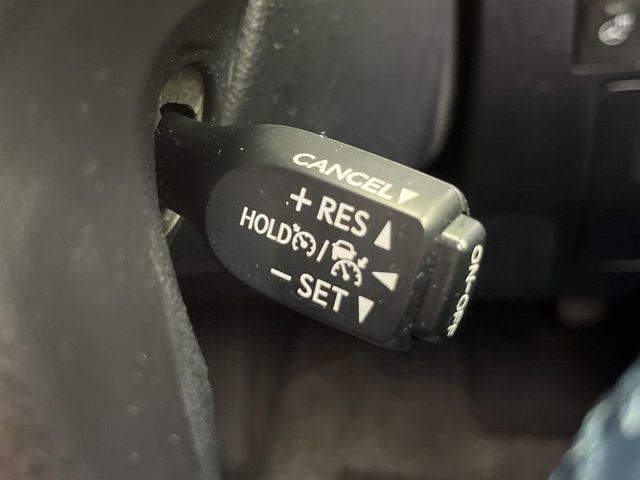 CANCEL▼
+ RES ▲
HOLD /
- SET ▼
ON-OFF